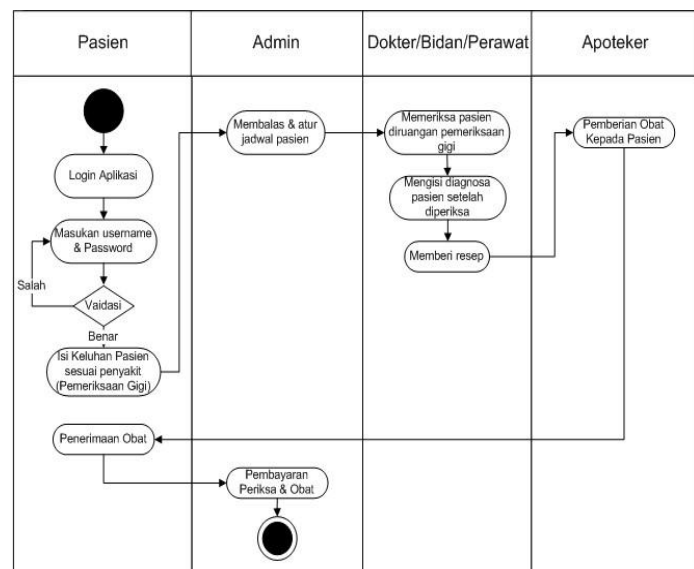 Pasien
Admin
Dokter/Bidan/Perawat
Apoteker
Login Aplikasi
Masukan username
& Password
Salah
Vaidasi
Benar
Isi Keluhan Pasien
sesuai penyakit
(Pemeriksaan Gigi)
Membalas & atur
jadwal pasien
Memeriksa pasien
diruangan pemeriksaan
gigi
Mengisi diagnosa
pasien setelah
diperiksa
Memberi resep
Pemberian Obat
Kepada Pasien
Penerimaan Obat
Pembayaran
Periksa & Obat